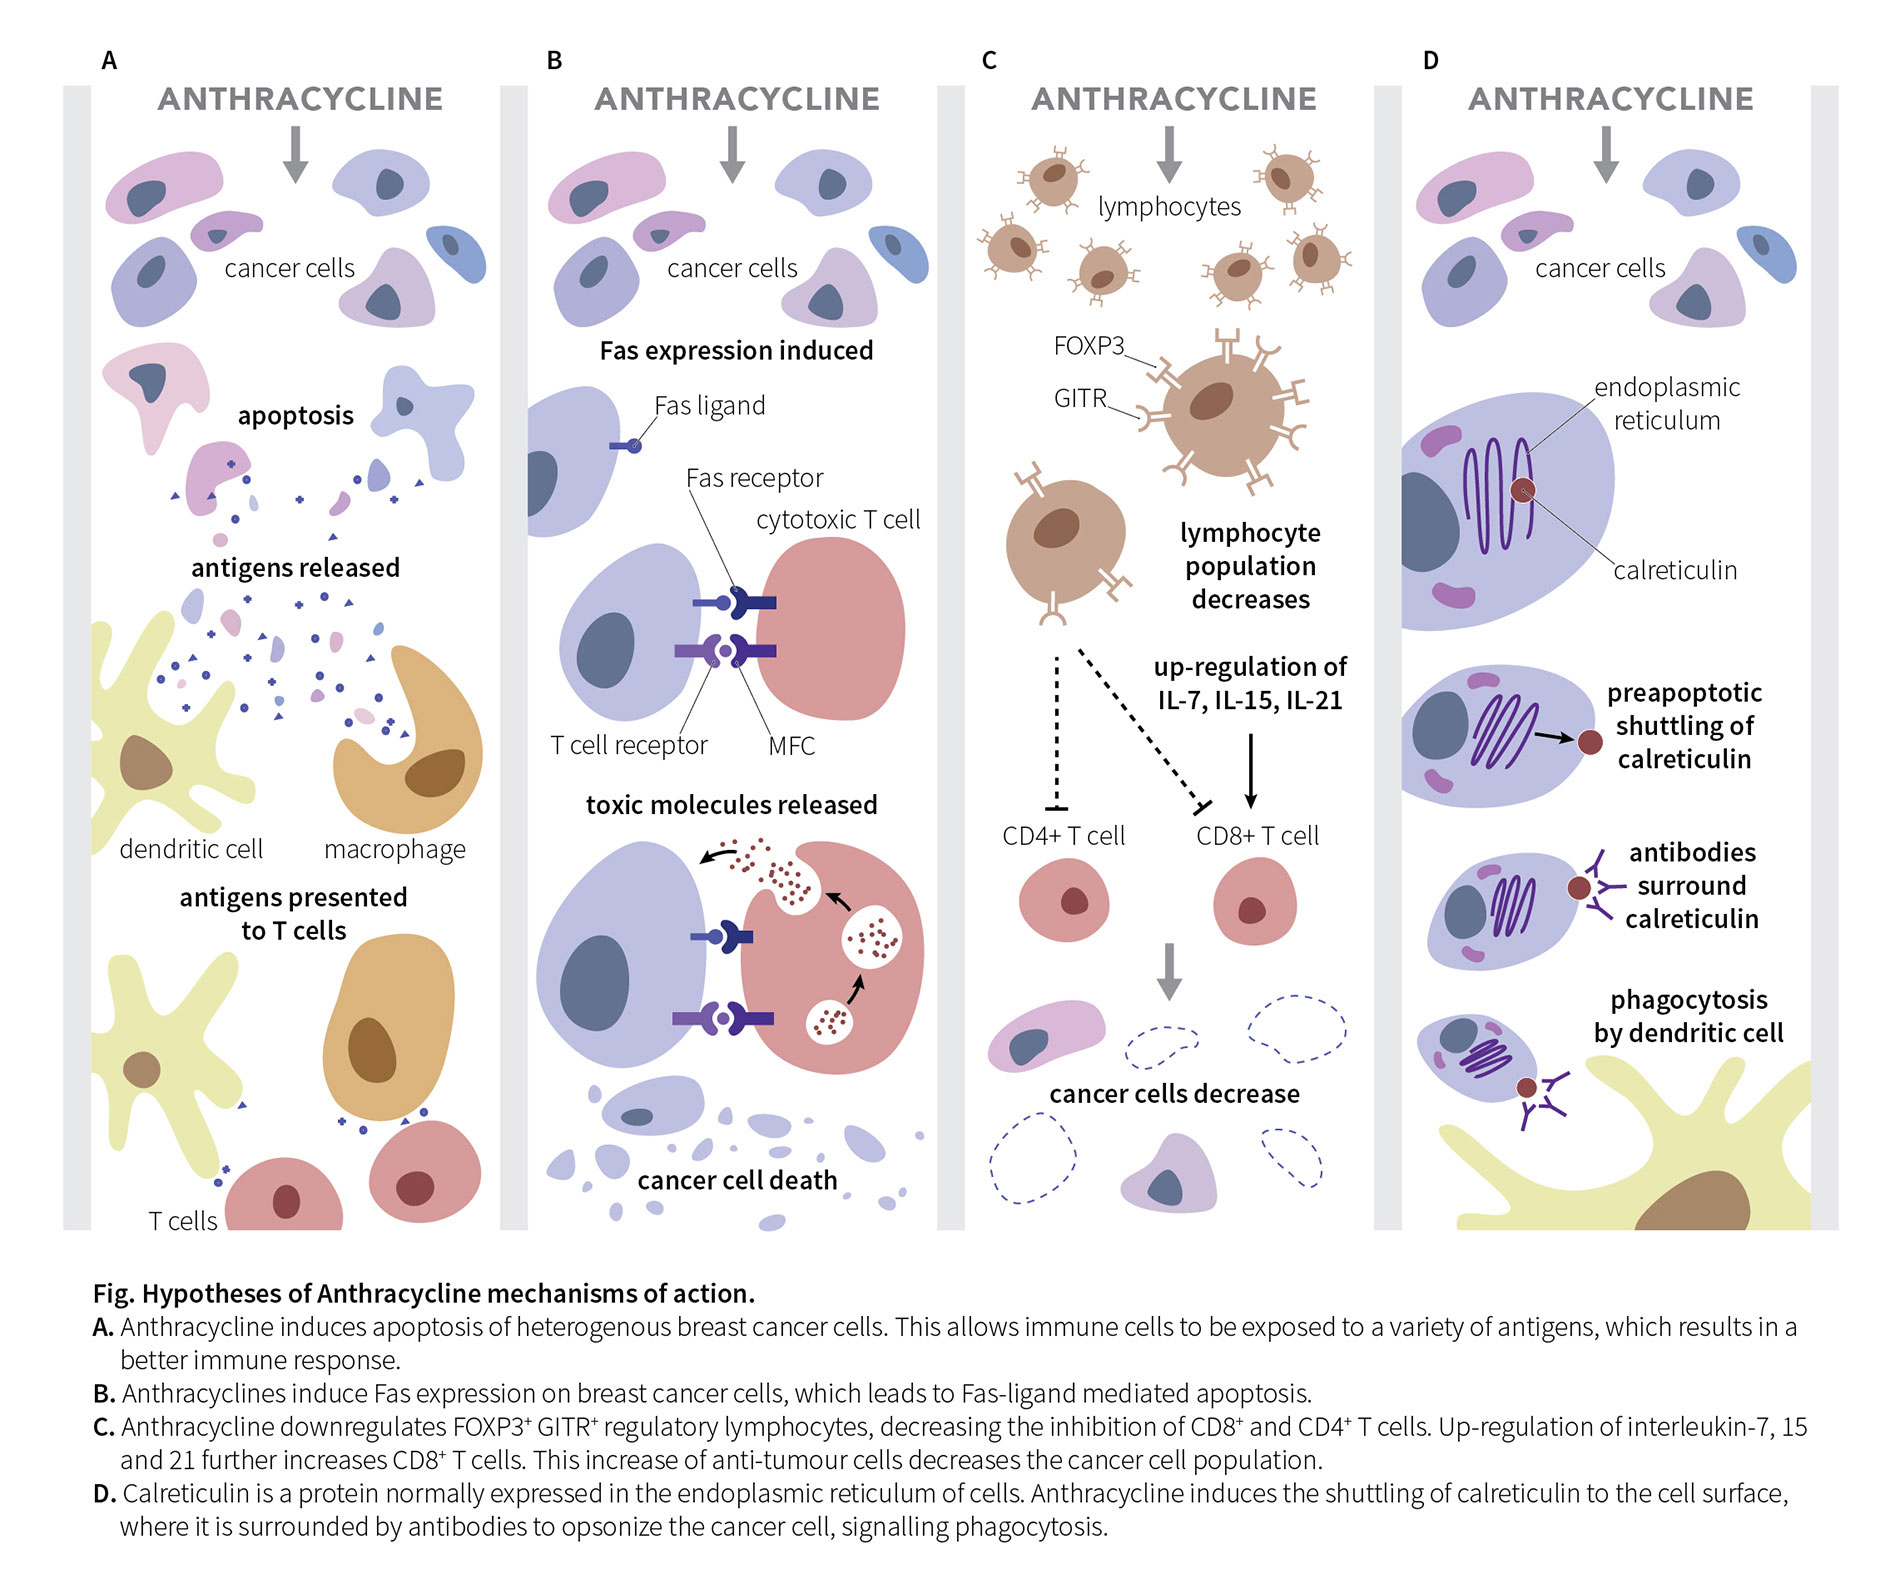 A
ANTHRACYCLINE
cancer cells
apoptosis
antigens released
dendritic cell
macrophage
antigens presented
to T cells
T cells
B
ANTHRACYCLINE
cancer cells
Fas expression induced
Fas ligand
Fas receptor
cytotoxic T cell
T cell receptor
MFC
toxic molecules released
cancer cell death
C
ANTHRACYCLINE
lymphocytes
FOXP3
GITR
lymphocyte
population
decreases
up-regulation of
IL-7, IL-15, IL-21
CD4+ T cell
CD8+ T cell
cancer cells decrease
D
ANTHRACYCLINE
cancer cells
endoplasmic
reticulum
calreticulin
preapoptotic
shuttling of
calreticulin
antibodies
surround
calreticulin
phagocytosis
by dendritic cell
Fig. Hypotheses of Anthracycline mechanisms of action.
A. Anthracycline induces apoptosis of heterogenous breast cancer cells. This allows immune cells to be exposed to a variety of antigens, which results in a
better immune response.
B. Anthracyclines induce Fas expression on breast cancer cells, which leads to Fas-ligand mediated apoptosis.
C. Anthracycline downregulates FOXP3⁺ GITR⁺ regulatory lymphocytes, decreasing the inhibition of CD8⁺ and CD4⁺ T cells. Up-regulation of interleukin-7, 15
and 21 further increases CD8⁺ T cells. This increase of anti-tumour cells decreases the cancer cell population.
D. Calreticulin is a protein normally expressed in the endoplasmic reticulum of cells. Anthracycline induces the shuttling of calreticulin to the cell surface,
where it is surrounded by antibodies to opsonize the cancer cell, signalling phagocytosis.